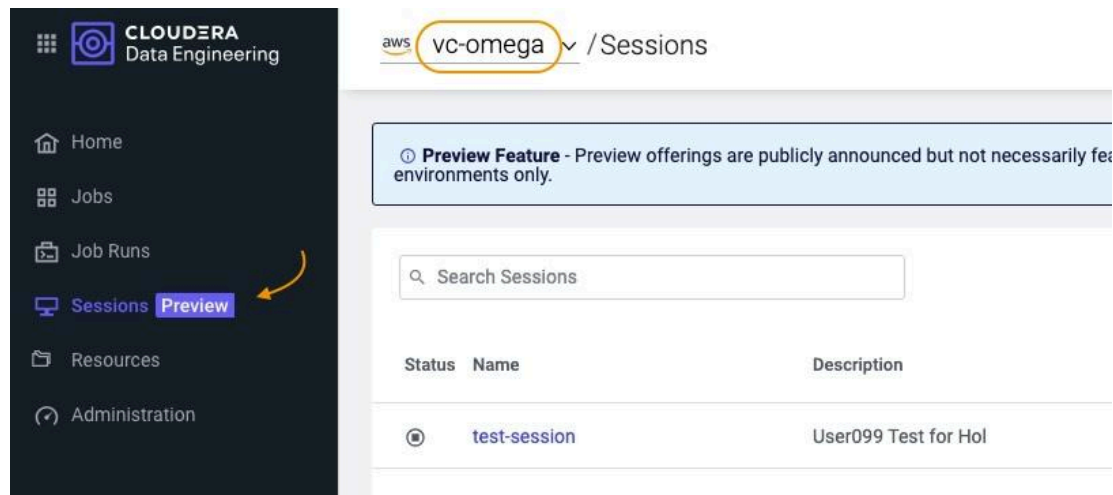 CLOUDERA
Data Engineering
aws vc-omega / Sessions
Home
Jobs
Job Runs
Sessions Preview
Resources
Administration
Preview Feature - Preview offerings are publicly announced but not necessarily
environments only.
Search Sessions
Status Name Description
test-session User099 Test for Hol